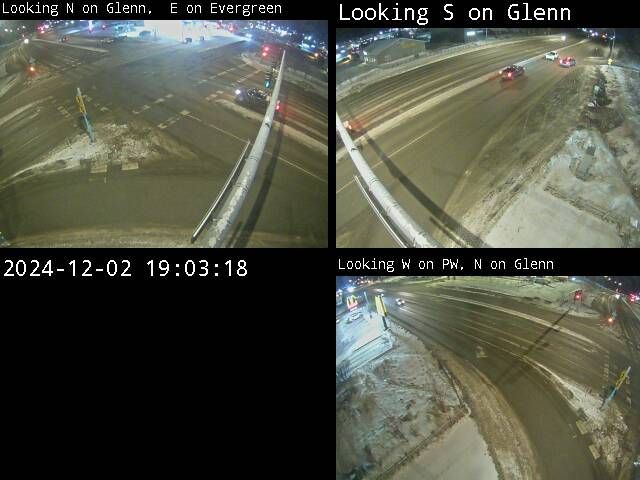 Looking N on Glenn, E on Evergreen
Looking S on Glenn
2024-12-02 19:03:18
Looking W on PW, N on Glenn